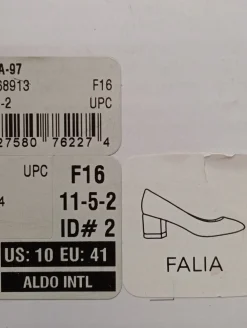 A-97
68913 F16
-2 UPC
27580 76227 4
UPC F16
4 11-5-2
ID# 2
US: 10 EU: 41
ALDO INTL
FALIA